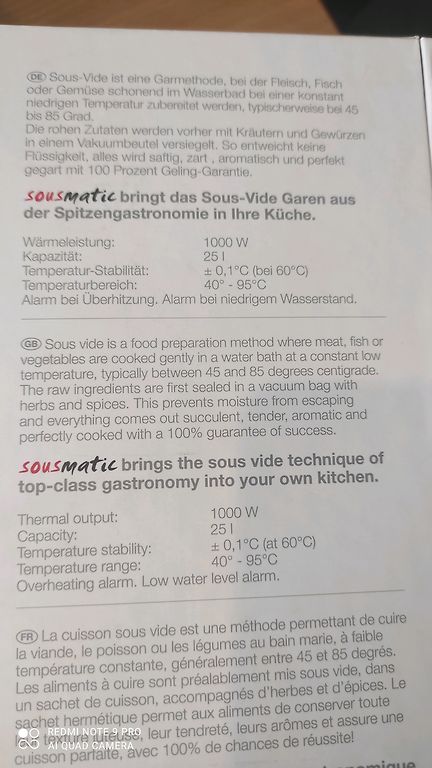 DE Sous-Vide ist eine Garmethode, bei der Fleisch, Fisch
oder Gemüse schonend im Wasserbad bei einer konstant
niedrigen Temperatur zubereitet werden, typischerweise bei 45
bis 85 Grad.
Die rohen Zutaten werden vorher mit Kräutern und Gewürzen
in einem Vakuumbeutel versiegelt. So entweicht keine
Flüssigkeit, alles wird saftig, zart , aromatisch und perfekt
gegart mit 100 Prozent Geling-Garantie.
sousmatic bringt das Sous-Vide Garen aus
der Spitzengastronomie in Ihre Küche.
Wärmeleistung: 1000 W
Kapazität: 25 l
Temperatur-Stabilität: ± 0,1°C (bei 60°C)
Temperaturbereich: 40° - 95°C
Alarm bei Überhitzung. Alarm bei niedrigem Wasserstand.
GB Sous vide is a food preparation method where meat, fish or
vegetables are cooked gently in a water bath at a constant low
temperature, typically between 45 and 85 degrees centigrade.
The raw ingredients are first sealed in a vacuum bag with
herbs and spices. This prevents moisture from escaping
and everything comes out succulent, tender, aromatic and
perfectly cooked with a 100% guarantee of success.
sousmatic brings the sous vide technique of
top-class gastronomy into your own kitchen.
Thermal output: 1000 W
Capacity: 25 l
Temperature stability: ± 0,1°C (at 60°C)
Temperature range: 40° - 95°C
Overheating alarm. Low water level alarm.
FR La cuisson sous vide est une méthode permettant de cuire
la viande, le poisson ou les légumes au bain marie, à faible
température constante, généralement entre 45 et 85 degrés.
Les aliments à cuire sont préalablement mis sous vide, dans
un sachet de cuisson, accompagnés d'herbes et d'épices. Le
sachet hermétique permet aux aliments de conserver toute
leur texture juteuse, leur tendreté, leurs arômes et assure une
cuisson parfaite, avec 100% de chances de réussite!
REDMI NOTE 9 PRO
AI QUAD CAMERA